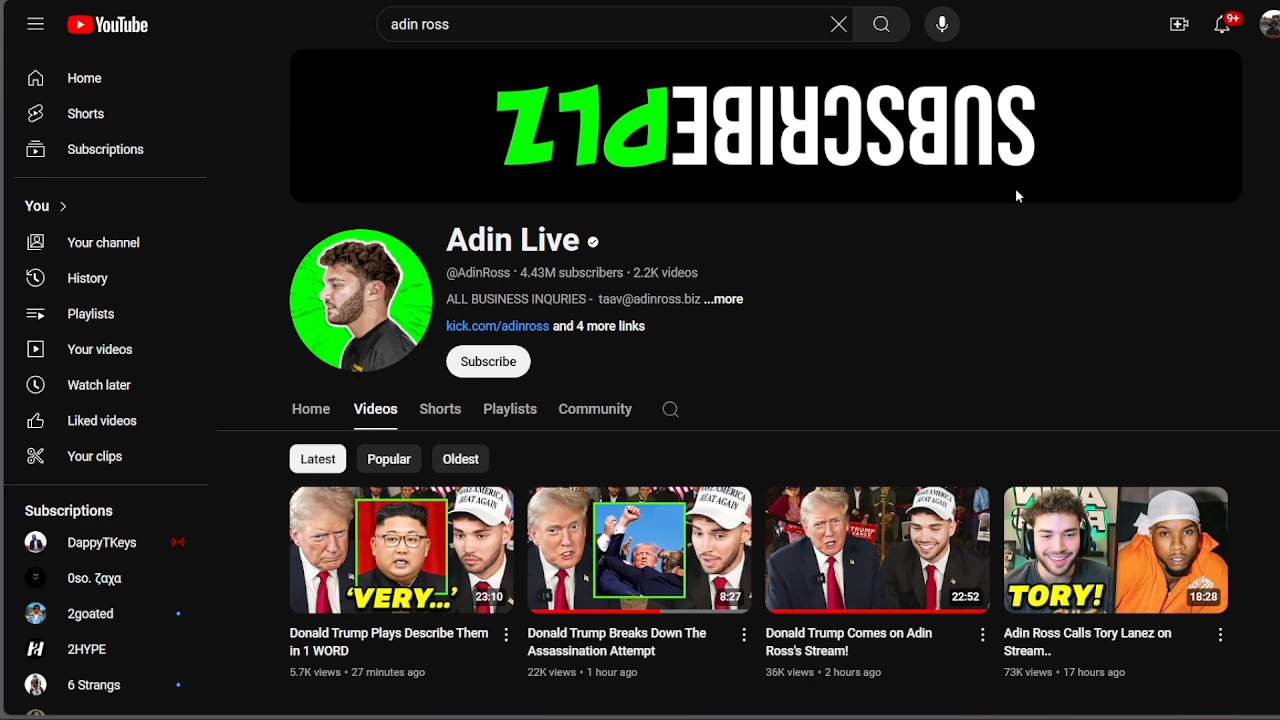 YouTube
adin ross
9+
Home
Shorts
Subscriptions
You
Your channel
History
Playlists
Your videos
Watch later
Liked videos
Your clips
Subscriptions
DappyTKeys
2goated
2HYPE
6 Strangs
SUBSCRIBEPLZ
Adin Live
@AdinRoss · 4.43M subscribers · 2.2K videos
ALL BUSINESS INQURIES - taav@adinross.biz ...more
kick.com/adinross and 4 more links
Subscribe
Home Videos Shorts Playlists Community
Latest Popular Oldest
'VERY...'
23:10
Donald Trump Plays Describe Them
in 1 WORD
5.7K views · 27 minutes ago
8:27
Donald Trump Breaks Down The
Assassination Attempt
22K views · 1 hour ago
22:52
Donald Trump Comes on Adin
Ross's Stream!
36K views · 2 hours ago
TORY!
18:28
Adin Ross Calls Tory Lanez on
Stream..
73K views · 17 hours ago